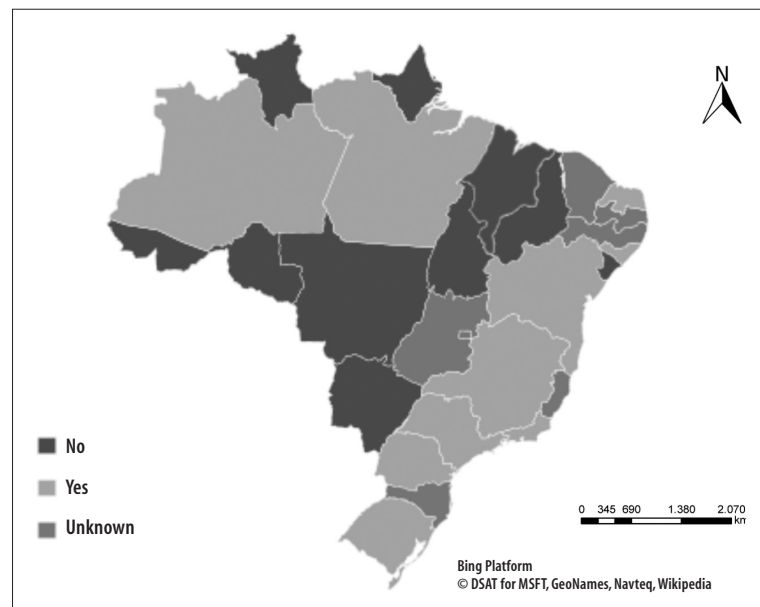 N
No
Yes
Unknown
0 345 690 1.380 2.070
km
Bing Platform
© DSAT for MSFT, GeoNames, Navteq, Wikipedia